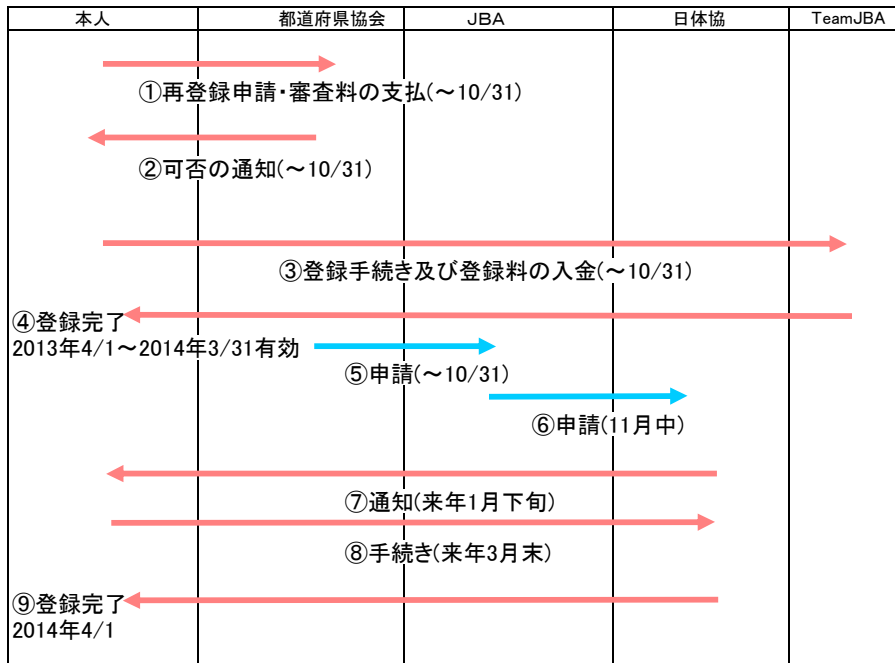 本人 都道府県協会 JBA 日体協 TeamJBA
①再登録申請・審査料の支払(～10/31)
②可否の通知(～10/31)
③登録手続き及び登録料の入金(～10/31)
④登録完了
2013年4/1～2014年3/31有効
⑤申請(～10/31)
⑥申請(11月中)
⑦通知(来年1月下旬)
⑧手続き(来年3月末)
⑨登録完了
2014年4/1